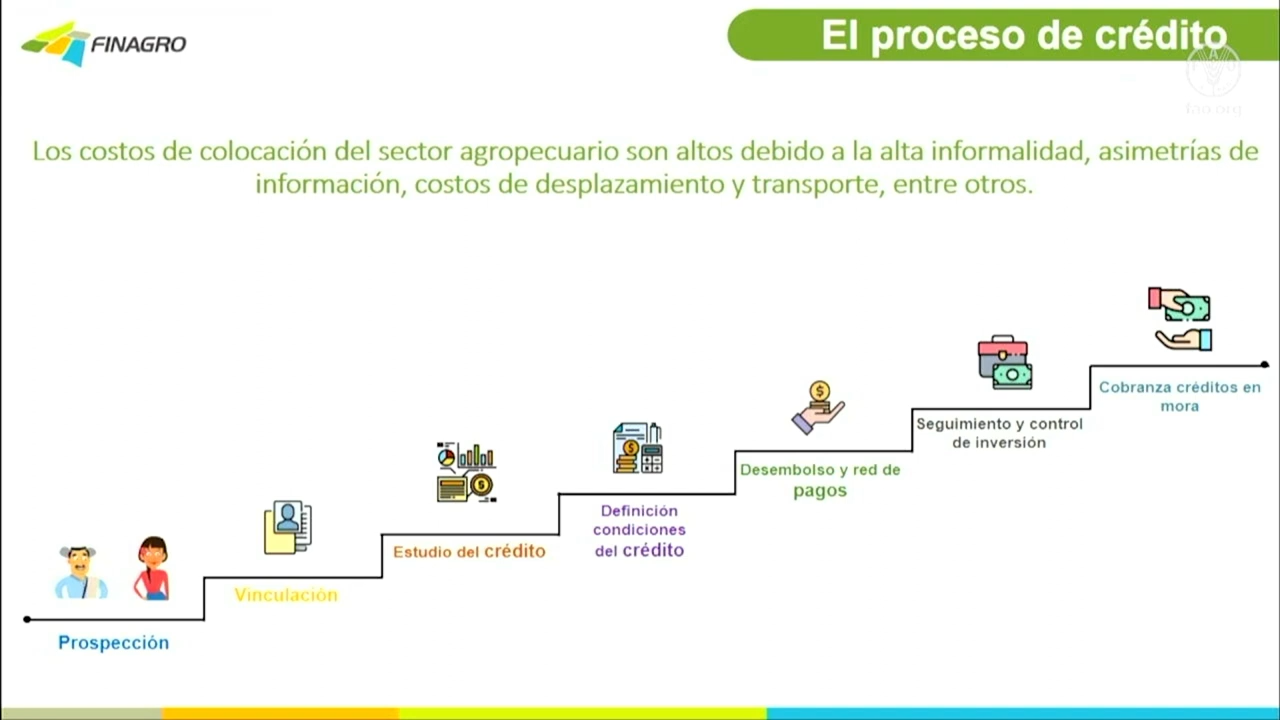 FINAGRO
El proceso de crédito
fao.org
Los costos de colocación del sector agropecuario son altos debido a la alta informalidad, asimetrías de
información, costos de desplazamiento y transporte, entre otros.
Prospección
Vinculación
Estudio del crédito
Definición
condiciones
del crédito
Desembolso y red de
pagos
Seguimiento y control
de inversión
Cobranza créditos en
mora